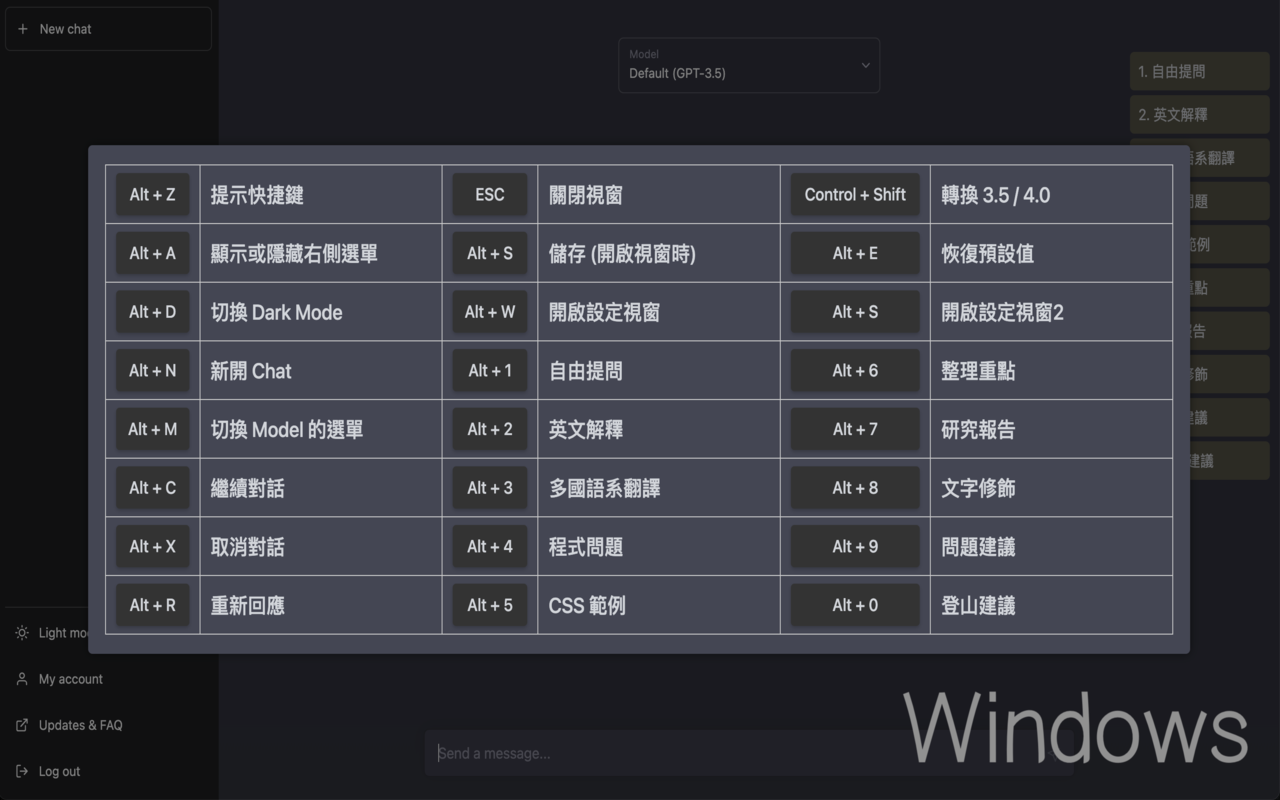 New chat
Model
Default (GPT-3.5)
1. 自由提問
2. 英文解釋
系翻譯
題
範例
重點
告
修飾
建議
建議
Alt + Z 提示快捷鍵 ESC 關閉視窗 Control + Shift 轉換 3.5 / 4.0
Alt + A 顯示或隱藏右側選單 Alt + S 儲存 (開啟視窗時) Alt + E 恢復預設值
Alt + D 切換 Dark Mode Alt + W 開啟設定視窗 Alt + S 開啟設定視窗2
Alt + N 新開 Chat Alt + 1 自由提問 Alt + 6 整理重點
Alt + M 切換 Model 的選單 Alt + 2 英文解釋 Alt + 7 研究報告
Alt + C 繼續對話 Alt + 3 多國語系翻譯 Alt + 8 文字修飾
Alt + X 取消對話 Alt + 4 程式問題 Alt + 9 問題建議
Alt + R 重新回應 Alt + 5 CSS 範例 Alt + 0 登山建議
Light mo
My account
Updates & FAQ
Log out
Send a message...
Windows